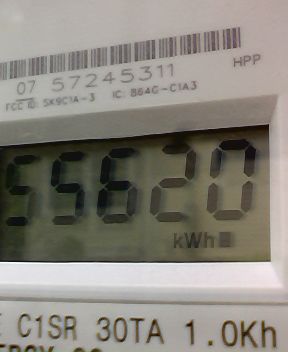 07 57245311
HPP
FCC ID: SK9C1A-3 IC: 864G-C1A3
55620
kWh
C1SR 30TA 1.0Kh